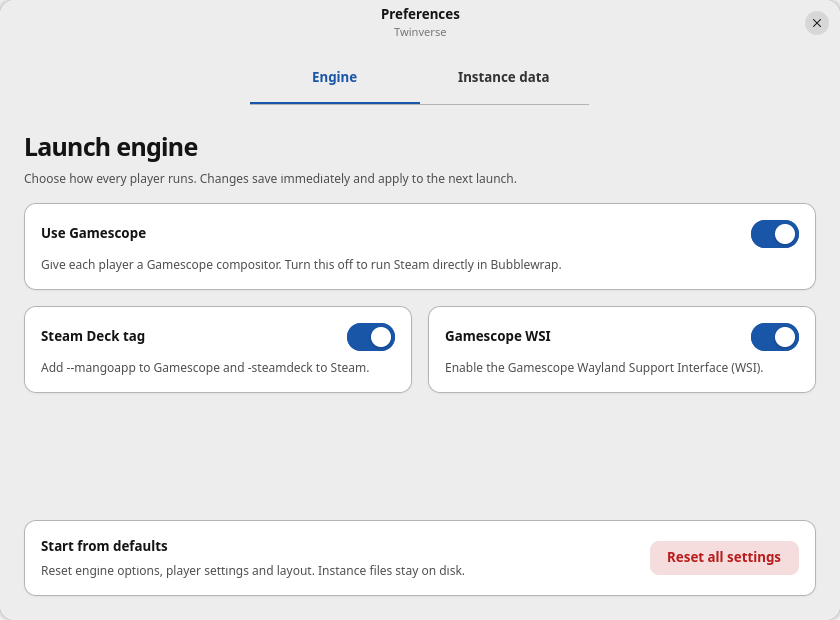 Preferences
Twinverse
Engine
Instance data
Launch engine
Choose how every player runs. Changes save immediately and apply to the next launch.
Use Gamescope
Give each player a Gamescope compositor. Turn this off to run Steam directly in Bubblewrap.
Steam Deck tag
Add --mangoapp to Gamescope and -steamdeck to Steam.
Gamescope WSI
Enable the Gamescope Wayland Support Interface (WSI).
Start from defaults
Reset engine options, player settings and layout. Instance files stay on disk.
Reset all settings